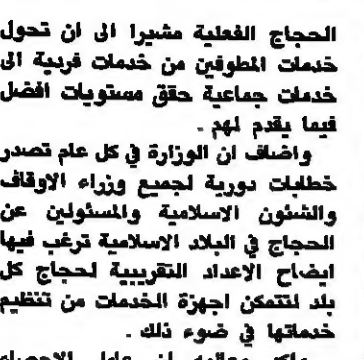 الحجاج الفعلية مشيرا الى ان تحول
خدمات المطوفين من خدمات فردية الى
خدمات جماعية حقق مستويات افضل
فيما يقدم لهم .
واضاف ان الوزارة في كل عام تصدر
خطابات دورية لجميع وزراء الاوقاف
والشئون الاسلامية والمسئولين عن
الحجاج في البلاد الاسلامية ترغب فيها
ايضاح الاعداد التقريبية لحجاج كل
بلد لتتمكن اجهزة الخدمات من تنظيم
خدماتها في ضوء ذلك .